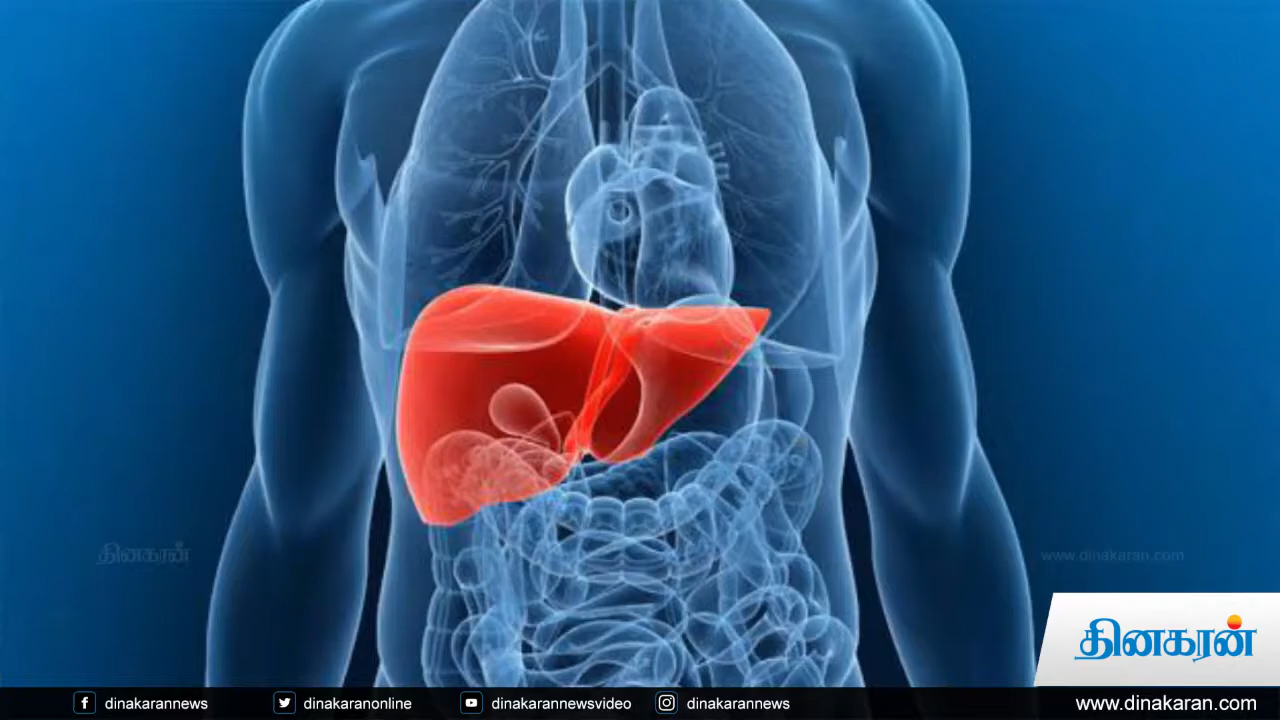 தினகரன்
www.dinakaran.com
தினகரன்
dinakarannews
dinakaranonline
dinakarannewsvideo
dinakarannews
www.dinakaran.com